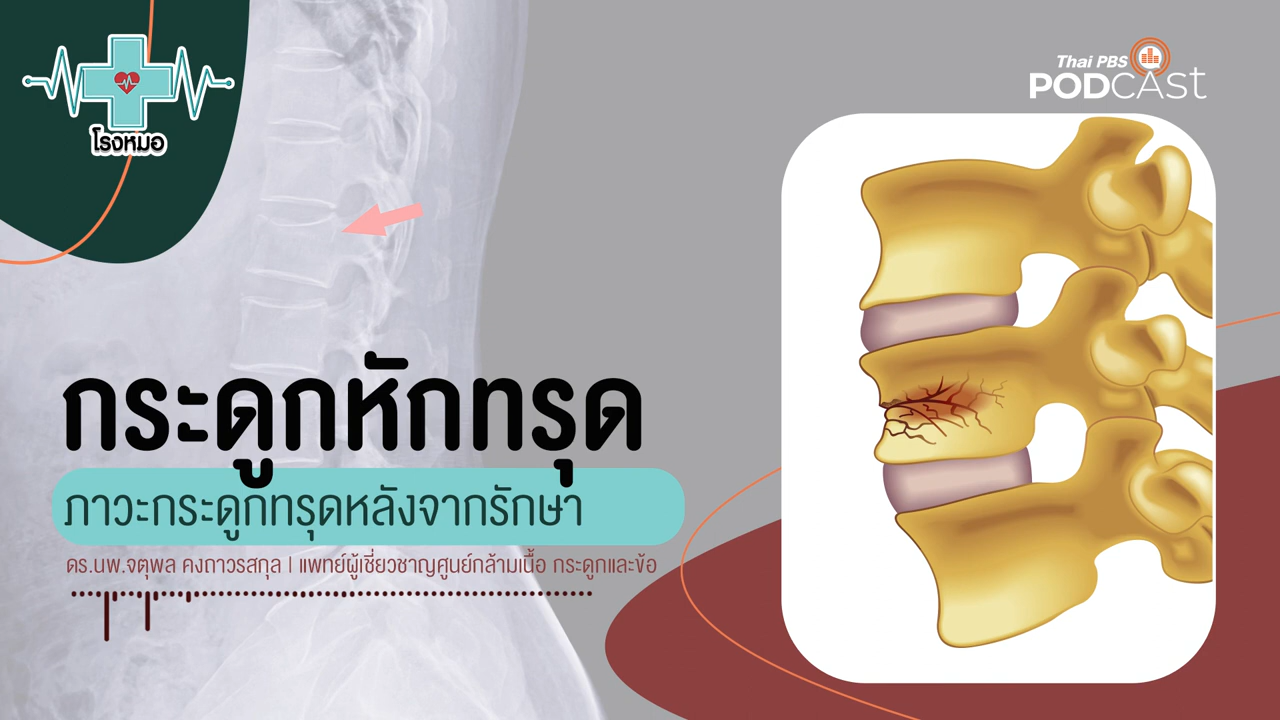 โรงหมอ
Thai PBS
PODCAST
กระดูกหักทรุด
ภาวะกระดูกทรุดหลังจากรักษา
ดร.นพ.จตุพล คงถาวรสกุล | แพทย์ผู้เชี่ยวชาญศูนย์กล้ามเนื้อ กระดูกและข้อ